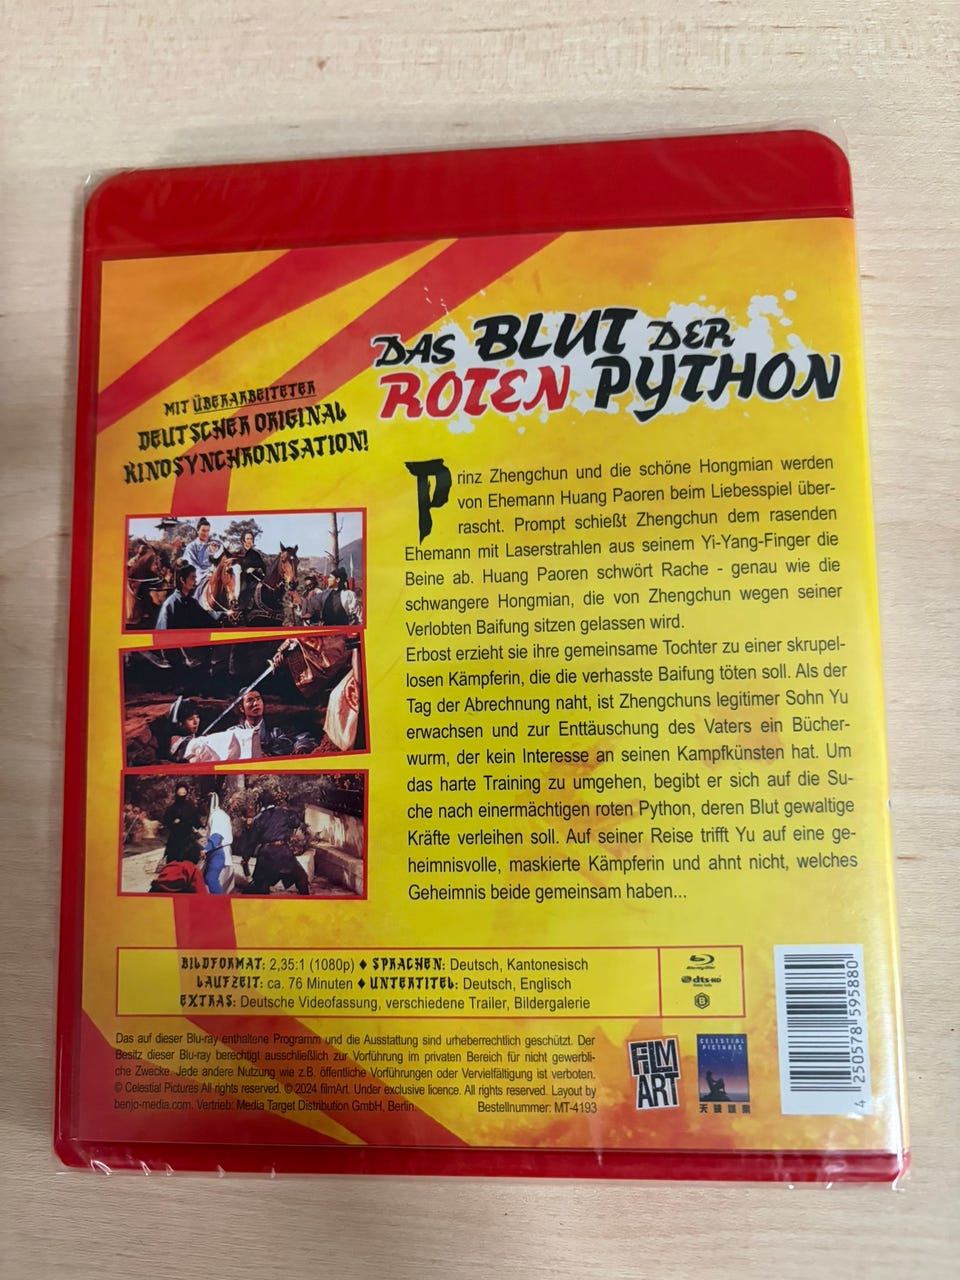 DAS BLUT DER
ROTEN PYTHON
MIT ÜBERARBEITETER
DEUTSCHER ORIGINAL
KINOSYNCHRONISATION!
Prinz Zhengchun und die schöne Hongmian werden
von Ehemann Huang Paoren beim Liebesspiel über-
rascht. Prompt schießt Zhengchun dem rasenden
Ehemann mit Laserstrahlen aus seinem Yi-Yang-Finger die
Beine ab. Huang Paoren schwört Rache - genau wie die
schwangere Hongmian, die von Zhengchun wegen seiner
Verlobten Baifung sitzen gelassen wird.
Erbost erzieht sie ihre gemeinsame Tochter zu einer skrupel-
losen Kämpferin, die die verhasste Baifung töten soll. Als der
Tag der Abrechnung naht, ist Zhengchuns legitimer Sohn Yu
erwachsen und zur Enttäuschung des Vaters ein Bücher-
wurm, der kein Interesse an seinen Kampfkünsten hat. Um
das harte Training zu umgehen, begibt er sich auf die Su-
che nach einermächtigen roten Python, deren Blut gewaltige
Kräfte verleihen soll. Auf seiner Reise trifft Yu auf eine ge-
heimnisvolle, maskierte Kämpferin und ahnt nicht, welches
Geheimnis beide gemeinsam haben...
BILDFORMAT: 2,35:1 (1080p) ♦ SPRACHEN: Deutsch, Kantonesisch
LAUFZEIT: ca. 76 Minuten ♦ UNTERTITEL: Deutsch, Englisch
EXTRAS: Deutsche Videofassung, verschiedene Trailer, Bildergalerie
Blu-ray Disc
dts-HD
B
Das auf dieser Blu-ray enthaltene Programm und die Ausstattung sind urheberrechtlich geschützt. Der
Besitz dieser Blu-ray berechtigt ausschließlich zur Vorführung im privaten Bereich für nicht gewerbli-
che Zwecke. Jede andere Nutzung wie z.B. öffentliche Vorführungen oder Vervielfältigung ist verboten.
© Celestial Pictures All rights reserved. © 2024 filmArt. Under exclusive licence. All rights reserved. Layout by
benjo-media.com. Vertrieb: Media Target Distribution GmbH, Berlin. Bestellnummer: MT-4193
FILM
ART
CELESTIAL
PICTURES
天映娛樂
4 250578 595880